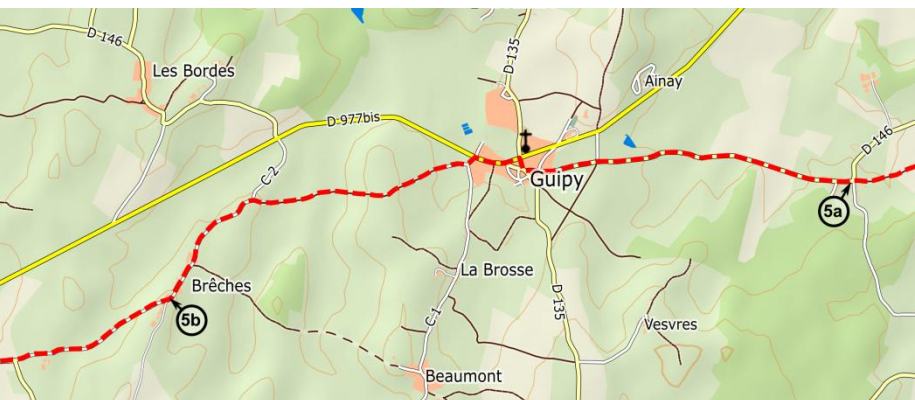 D 146
D 135
Les Bordes
Ainay
D 977bis
D 146
C-2
Guipy
5a
La Brosse
Brêches
D 135
C-1
5b
Vesvres
Beaumont